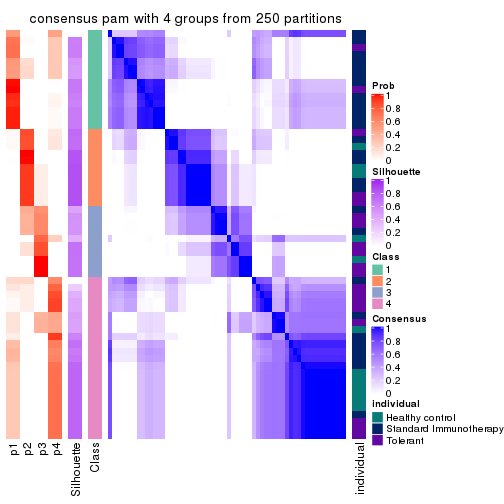 consensus pam with 4 groups from 250 partitions
Prob
1
0.8
0.6
0.4
0.2
0
Silhouette
1
0.8
0.6
0.4
0.2
0
Class
1
2
3
4
Consensus
1
0.8
0.6
0.4
0.2
0
individual
Healthy control
Standard Immunotherapy
Tolerant
p1
p2
p3
p4
Silhouette
Class
individual